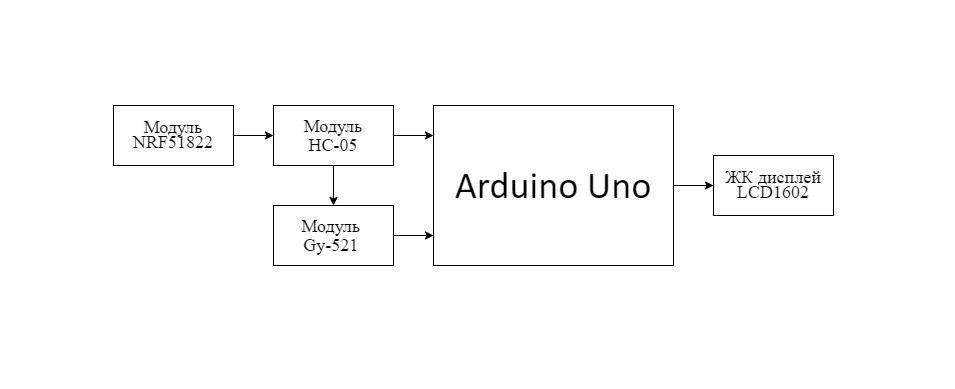 Модуль
NRF51822
Модуль
HC-05
Модуль
Gy-521
Arduino Uno
ЖК дисплей
LCD1602